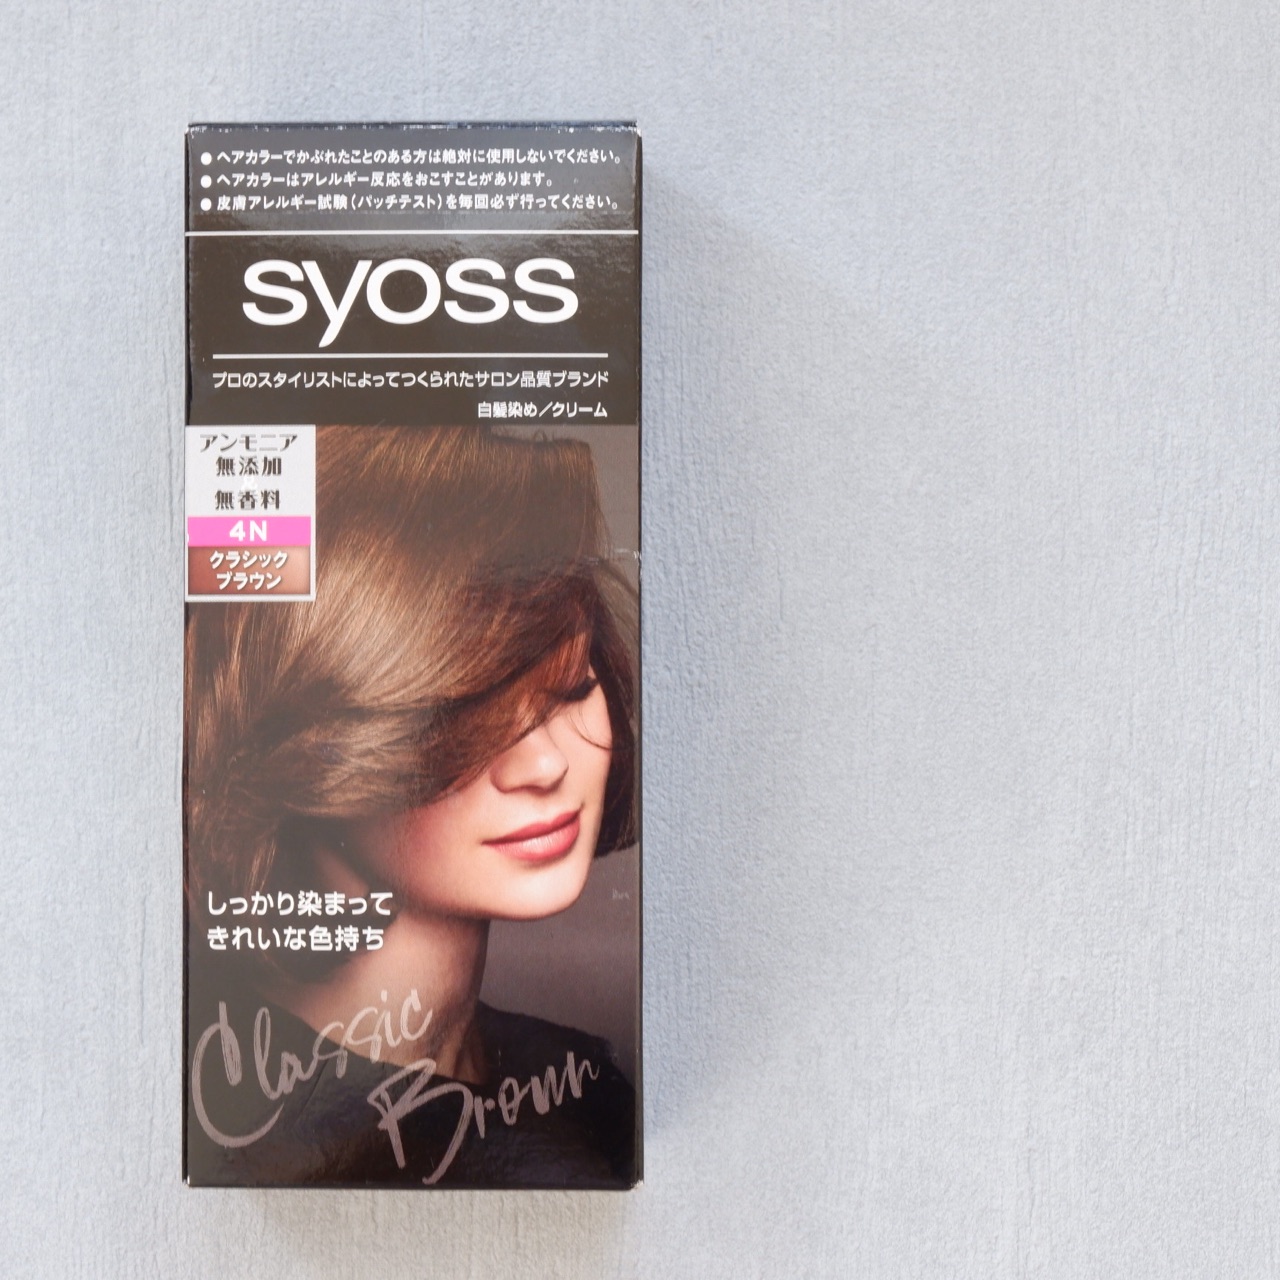 ● ヘアカラーでかぶれたことのある方は絶対に使用しないでください。
● ヘアカラーはアレルギー反応をおこすことがあります。
● 皮膚アレルギー試験(パッチテスト)を毎回必ず行ってください。
syoss
プロのスタイリストによってつくられたサロン品質ブランド
白髪染め/クリーム
アンモニア
無添加
&
無香料
4N
クラシック
ブラウン
しっかり染まって
きれいな色持ち
Classic
Brown